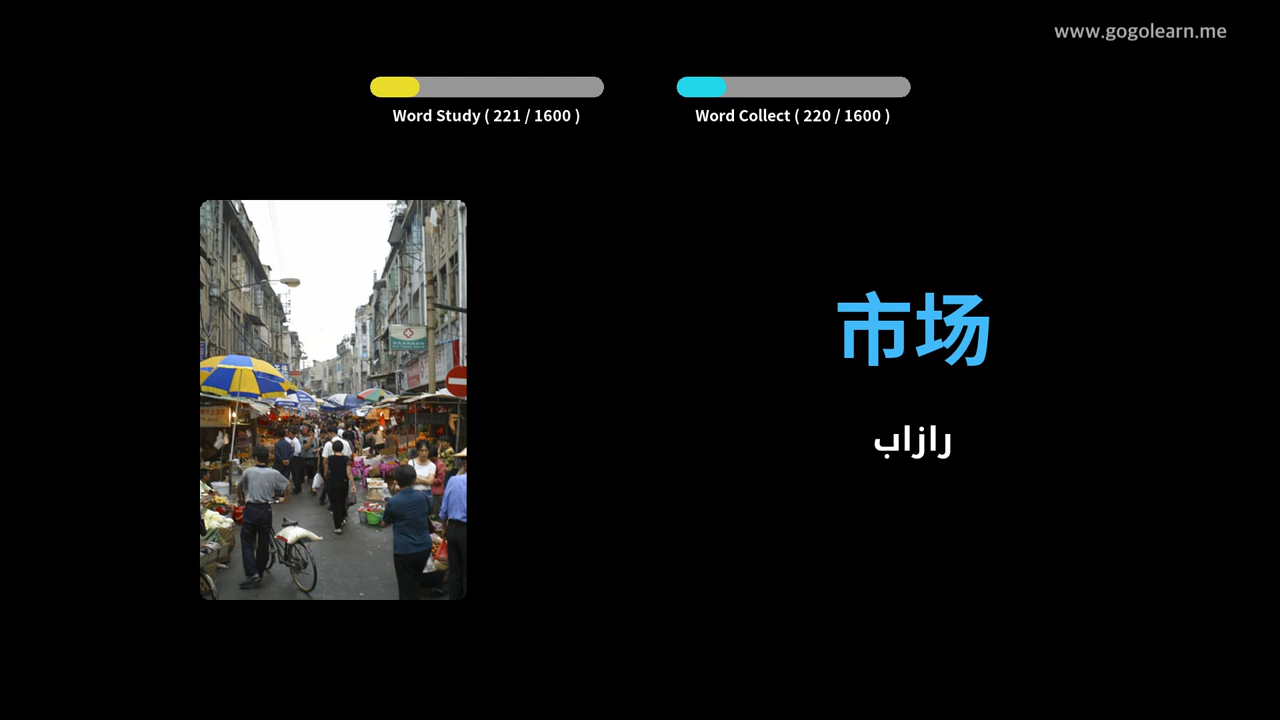 www.gogolearn.me
Word Study ( 221 / 1600 )
Word Collect ( 220 / 1600 )
市场
رازاب